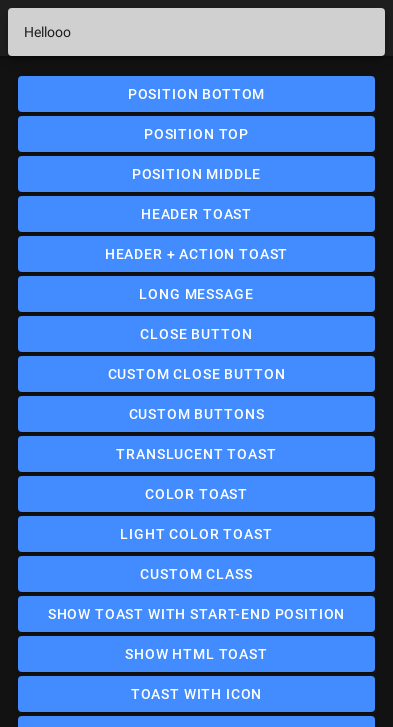 Hellooo
POSITION BOTTOM
POSITION TOP
POSITION MIDDLE
HEADER TOAST
HEADER + ACTION TOAST
LONG MESSAGE
CLOSE BUTTON
CUSTOM CLOSE BUTTON
CUSTOM BUTTONS
TRANSLUCENT TOAST
COLOR TOAST
LIGHT COLOR TOAST
CUSTOM CLASS
SHOW TOAST WITH START-END POSITION
SHOW HTML TOAST
TOAST WITH ICON